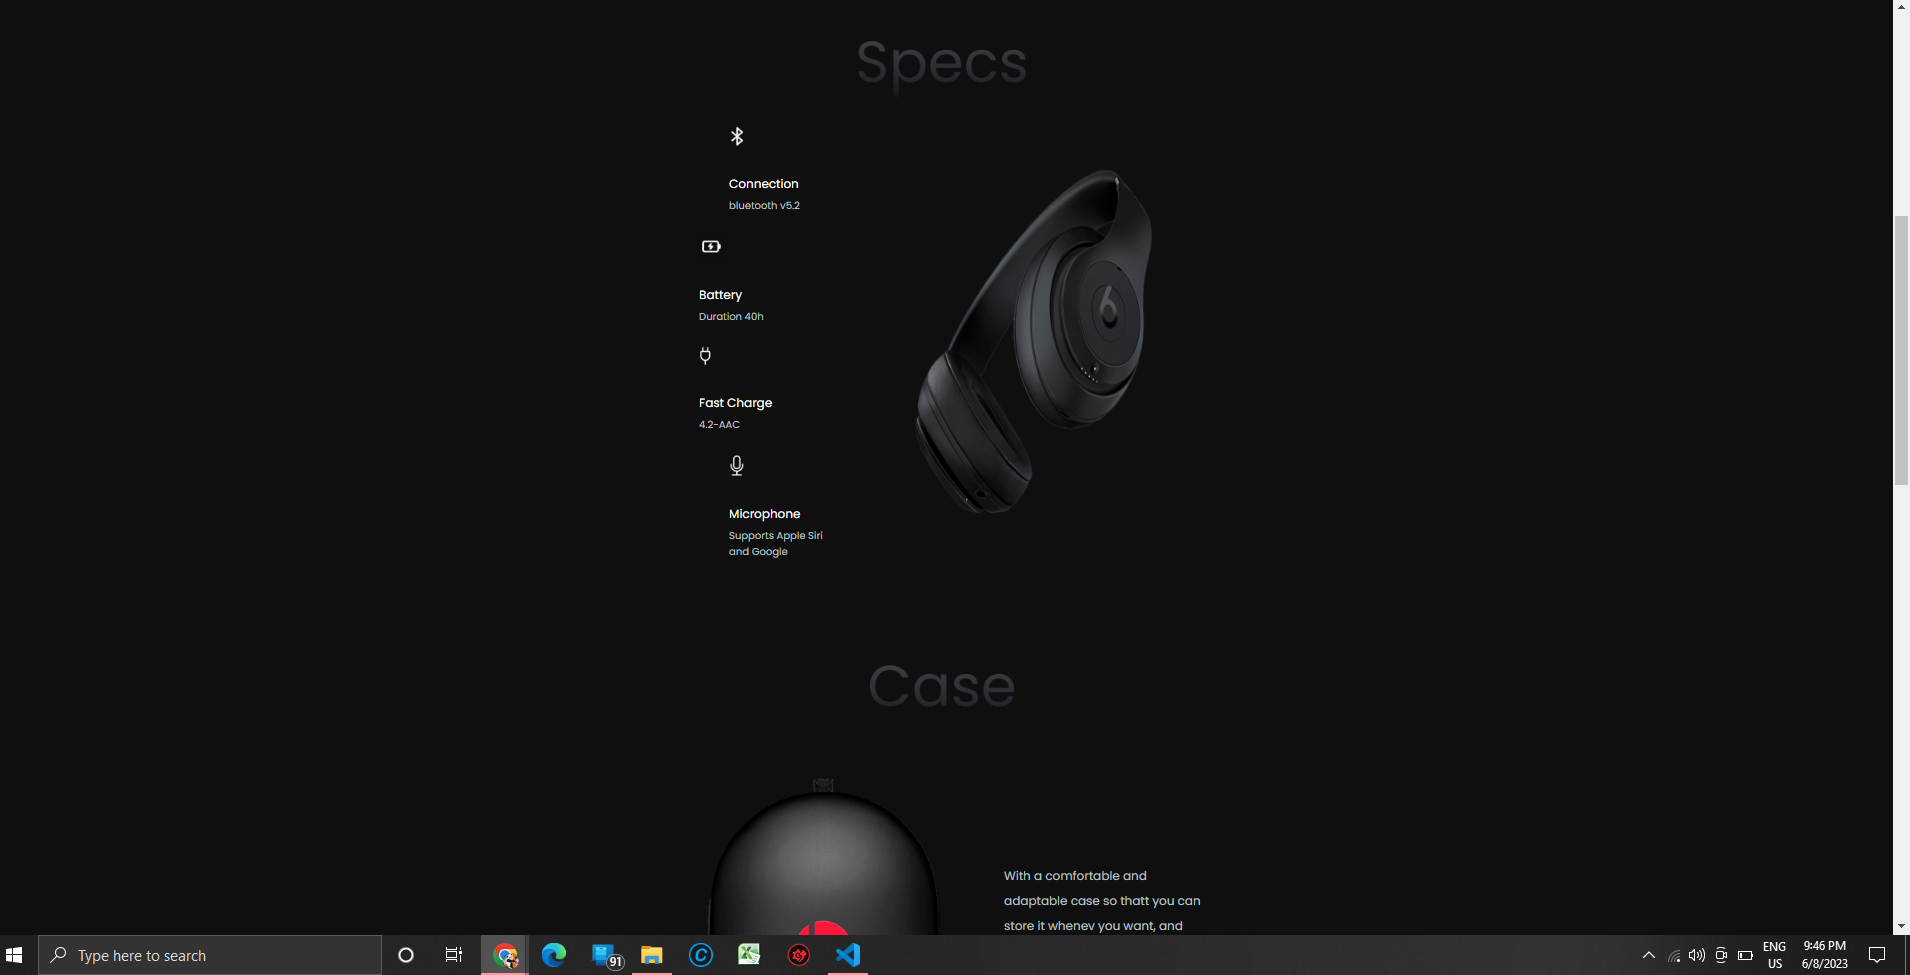 Specs
Connection
bluetooth v5.2
Battery
Duration 40h
Fast Charge
4.2-AAC
Microphone
Supports Apple Siri
and Google
Case
With a comfortable and
adaptable case so thatt you can
store it whenev you want, and
Type here to search
91
ENG
US
9:46 PM
6/8/2023